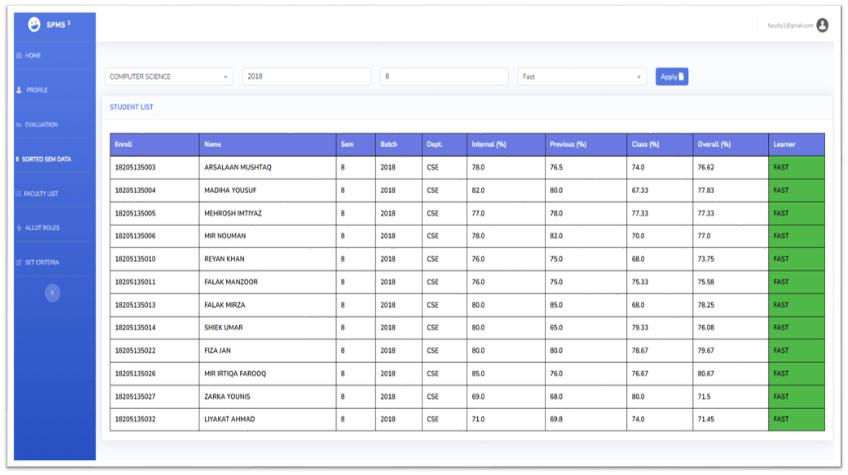 SPMS 3
faculty1@gmail.com
HOME
PROFILE
EVALUATION
SORTED SEM DATA
FACULTY LIST
ALLOT ROLES
SET CRITERIA
COMPUTER SCIENCE 2018 8 Fast Apply
STUDENT LIST
Enroll Name Sem Batch Dept. Internal (%) Previous (%) Class (%) Overall (%) Learner
18205135003 ARSALAAN MUSHTAQ 8 2018 CSE 78.0 76.5 74.0 76.62 FAST
18205135004 MADIHA YOUSUF 8 2018 CSE 82.0 80.0 67.33 77.83 FAST
18205135005 MEHROSH IMTIYAZ 8 2018 CSE 77.0 78.0 77.33 77.33 FAST
18205135006 MIR NOUMAN 8 2018 CSE 78.0 82.0 70.0 77.0 FAST
18205135010 REYAN KHAN 8 2018 CSE 76.0 75.0 68.0 73.75 FAST
18205135011 FALAK MANZOOR 8 2018 CSE 76.0 75.0 75.33 75.58 FAST
18205135013 FALAK MIRZA 8 2018 CSE 80.0 85.0 68.0 78.25 FAST
18205135014 SHIEK UMAR 8 2018 CSE 80.0 65.0 79.33 76.08 FAST
18205135022 FIZA JAN 8 2018 CSE 80.0 80.0 78.67 79.67 FAST
18205135026 MIR IRTIQA FAROOQ 8 2018 CSE 85.0 76.0 76.67 80.67 FAST
18205135027 ZARKA YOUNIS 8 2018 CSE 69.0 68.0 80.0 71.5 FAST
18205135032 LIYAKAT AHMAD 8 2018 CSE 71.0 69.8 74.0 71.45 FAST